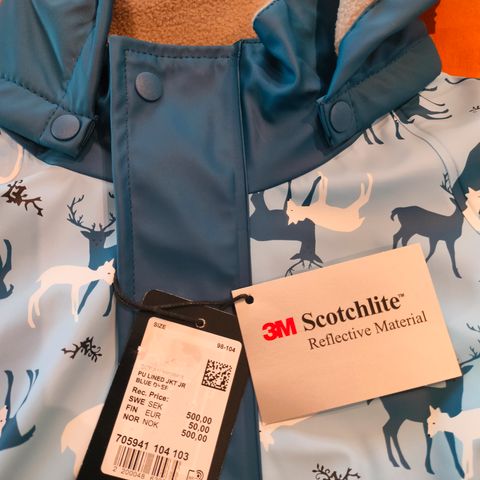 SIZE
98-104
PU LINED JKT JR
BLUE
Rec. Price:
SWE SEK 500,00
FIN EUR 50,00
NOR NOK 500,00
705941 104 103
3M Scotchlite™
Reflective Material